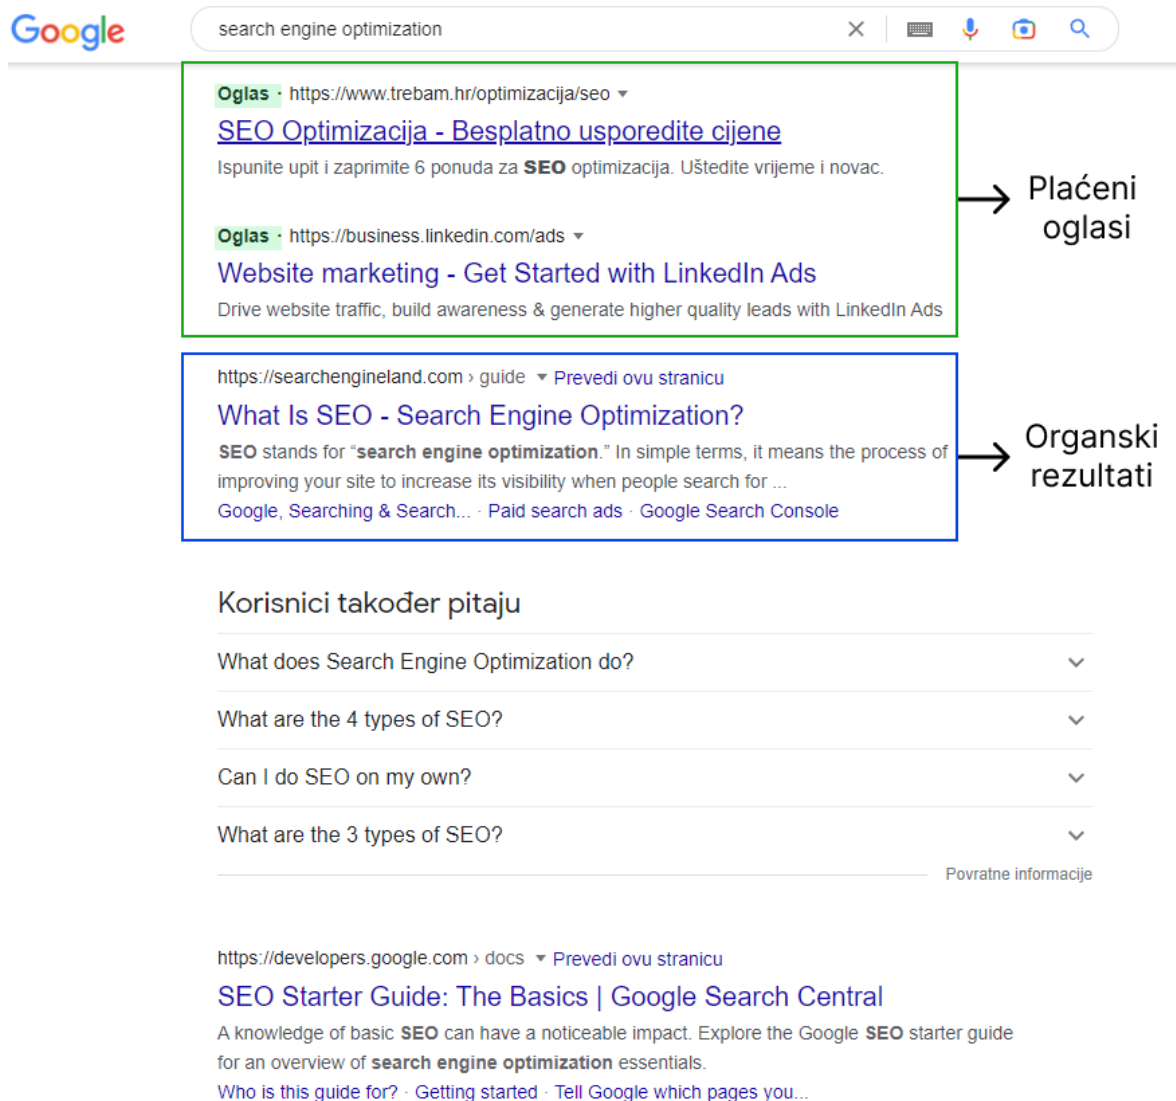 Google
search engine optimization
Oglas · https://www.trebam.hr/optimizacija/seo
SEO Optimizacija - Besplatno usporedite cijene
Ispunite upit i zaprimite 6 ponuda za SEO optimizacija. Uštedite vrijeme i novac.
Oglas · https://business.linkedin.com/ads
Website marketing - Get Started with LinkedIn Ads
Drive website traffic, build awareness & generate higher quality leads with LinkedIn Ads
Plaćeni
oglasi
https://searchengineland.com › guide Prevedi ovu stranicu
What Is SEO - Search Engine Optimization?
SEO stands for “search engine optimization.” In simple terms, it means the process of
improving your site to increase its visibility when people search for ...
Google, Searching & Search... · Paid search ads · Google Search Console
Organski
rezultati
Korisnici također pitaju
What does Search Engine Optimization do?
What are the 4 types of SEO?
Can I do SEO on my own?
What are the 3 types of SEO?
Povratne informacije
https://developers.google.com › docs Prevedi ovu stranicu
SEO Starter Guide: The Basics | Google Search Central
A knowledge of basic SEO can have a noticeable impact. Explore the Google SEO starter guide
for an overview of search engine optimization essentials.
Who is this guide for? · Getting started · Tell Google which pages you...